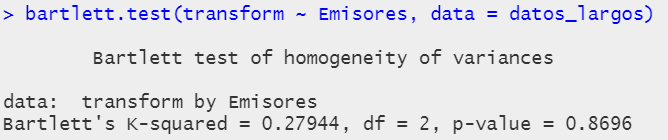 > bartlett.test(transform ~ Emisores, data = datos_largos)
Bartlett test of homogeneity of variances
data:  transform by Emisores
Bartlett's K-squared = 0.27944, df = 2, p-value = 0.8696